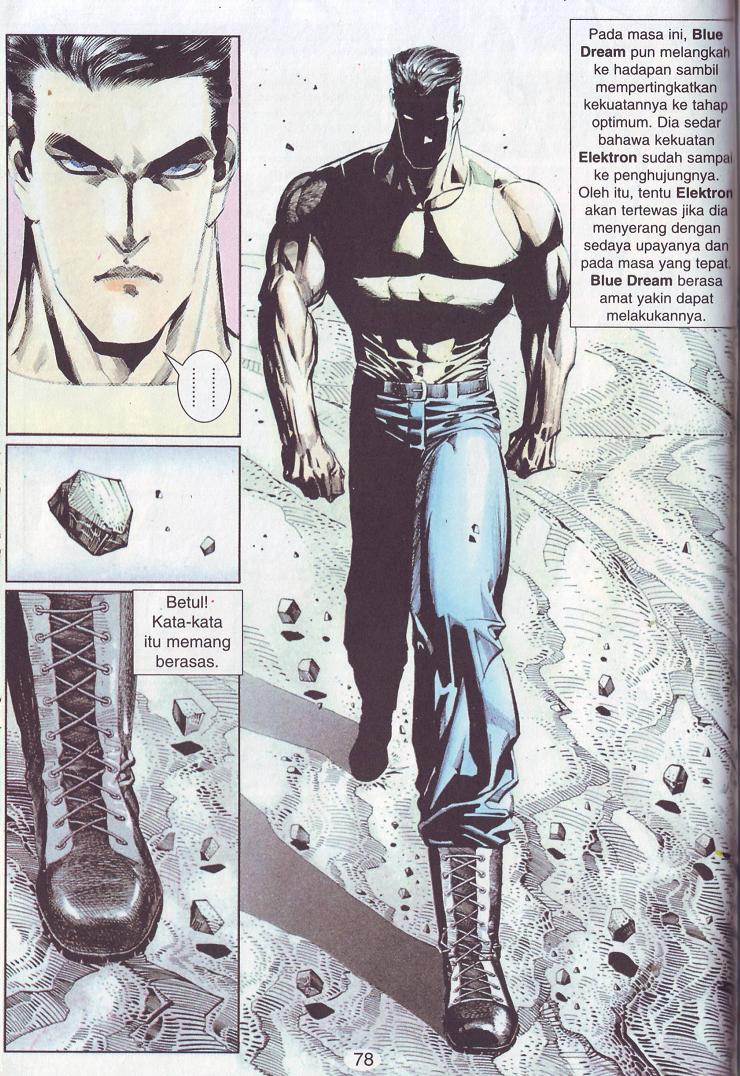 Pada masa ini, Blue
Dream pun melangkah
ke hadapan sambil
mempertingkatkan
kekuatannya ke tahap
optimum. Dia sedar
bahawa kekuatan
Elektron sudah sampai
ke penghujungnya.
Oleh itu, tentu Elektron
akan tertewas jika dia
menyerang dengan
sedaya upayanya dan
pada masa yang tepat.
Blue Dream berasa
amat yakin dapat
melakukannya.
Betul!
Kata-kata
itu memang
berasas.
78